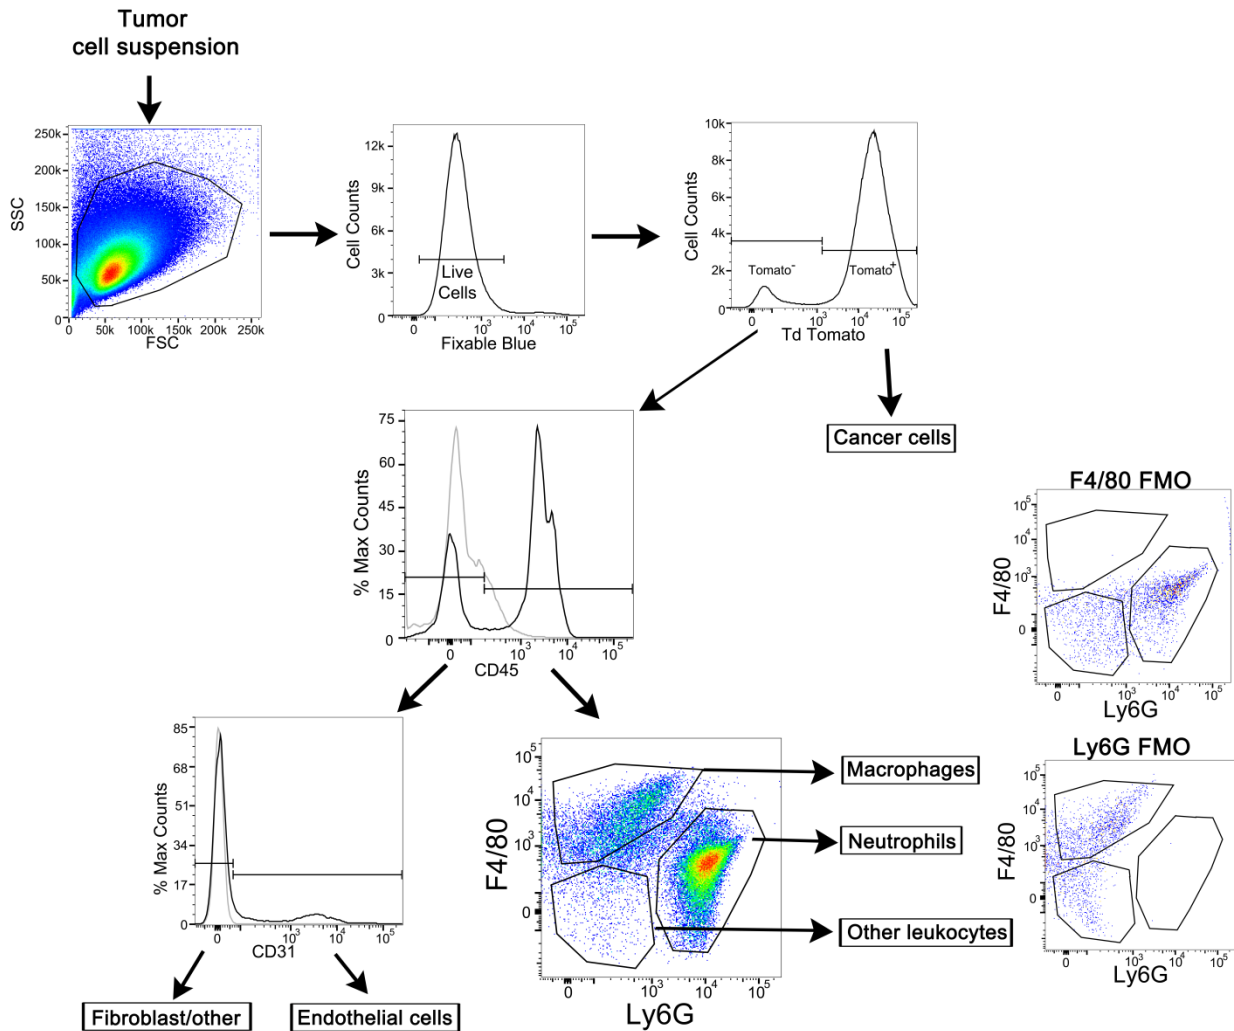 Tumor
cell suspension
250k
200k
150k
100k
50k
0
SSC
0 50k 100k 150k 200k 250k
FSC
12k
9k
6k
3k
0
Cell Counts
Live
Cells
0 10³ 10⁴ 10⁵
Fixable Blue
10k
8k
6k
4k
2k
0
Cell Counts
Tomato⁻
Tomato⁺
0 10³ 10⁴ 10⁵
Td Tomato
Cancer cells
75
60
45
30
15
0
% Max Counts
0 10³ 10⁴ 10⁵
CD45
F4/80 FMO
10⁵
10⁴
10³
0
F4/80
0 10³ 10⁴ 10⁵
Ly6G
85
68
51
34
17
0
% Max Counts
0 10³ 10⁴ 10⁵
CD31
Fibroblast/other
Endothelial cells
10⁵
10⁴
10³
0
F4/80
0 10³ 10⁴ 10⁵
Ly6G
Macrophages
Neutrophils
Other leukocytes
Ly6G FMO
10⁵
10⁴
10³
0
F4/80
0 10³ 10⁴ 10⁵
Ly6G